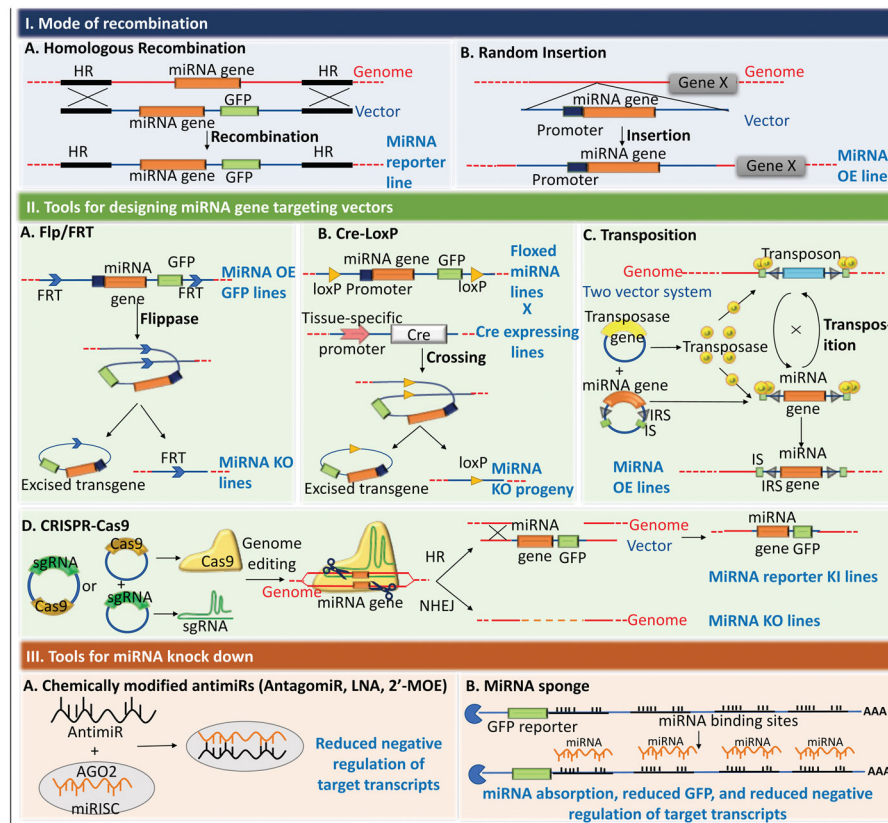 I. Mode of recombination
A. Homologous Recombination
HR
miRNA gene
HR
Genome
GFP
Vector
miRNA gene
Recombination
HR
HR
miRNA gene
GFP
MiRNA
reporter
line
B. Random Insertion
Genome
Gene X
miRNA gene
Promoter
Vector
Insertion
miRNA gene
Promoter
Gene X
MiRNA
OE line
II. Tools for designing miRNA gene targeting vectors
A. Flp/FRT
miRNA
GFP
FRT
gene
FRT
MiRNA OE
GFP lines
Flippase
Excised transgene
FRT
MiRNA KO
lines
B. Cre-LoxP
miRNA gene
GFP
loxP Promoter
loxP
Floxed
miRNA
lines
X
Tissue-specific
promoter
Cre
Cre expressing
lines
Crossing
Excised transgene
loxP
MiRNA
KO progeny
C. Transposition
Transposon
Genome
Two vector system
Transposase
gene
Transposase
Transpos-
ition
+
miRNA gene
IRS
IS
miRNA
gene
MiRNA
OE lines
IS
miRNA
IRS gene
D. CRISPR-Cas9
sgRNA
Cas9
or
Cas9
+
sgRNA
Cas9
sgRNA
Genome
editing
Genome
miRNA gene
HR
NHEJ
miRNA
gene
GFP
Genome
Vector
miRNA
gene GFP
MiRNA reporter KI lines
Genome
MiRNA KO lines
III. Tools for miRNA knock down
A. Chemically modified antimiRs (AntagomiR, LNA, 2'-MOE)
AntimiR
+
AGO2
miRISC
Reduced negative
regulation of
target transcripts
B. MiRNA sponge
GFP reporter
miRNA binding sites
AAA
miRNA
miRNA
miRNA
miRNA
AAA
miRNA absorption, reduced GFP, and reduced negative
regulation of target transcripts